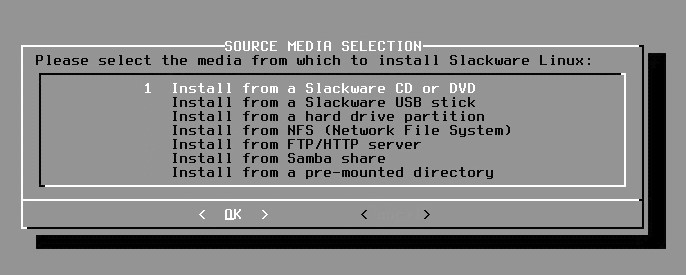 SOURCE MEDIA SELECTION
Please select the media from which to install Slackware Linux:
1 Install from a Slackware CD or DVD
Install from a Slackware USB stick
Install from a hard drive partition
Install from NFS (Network File System)
Install from FTP/HTTP server
Install from Samba share
Install from a pre-mounted directory
< OK > < >